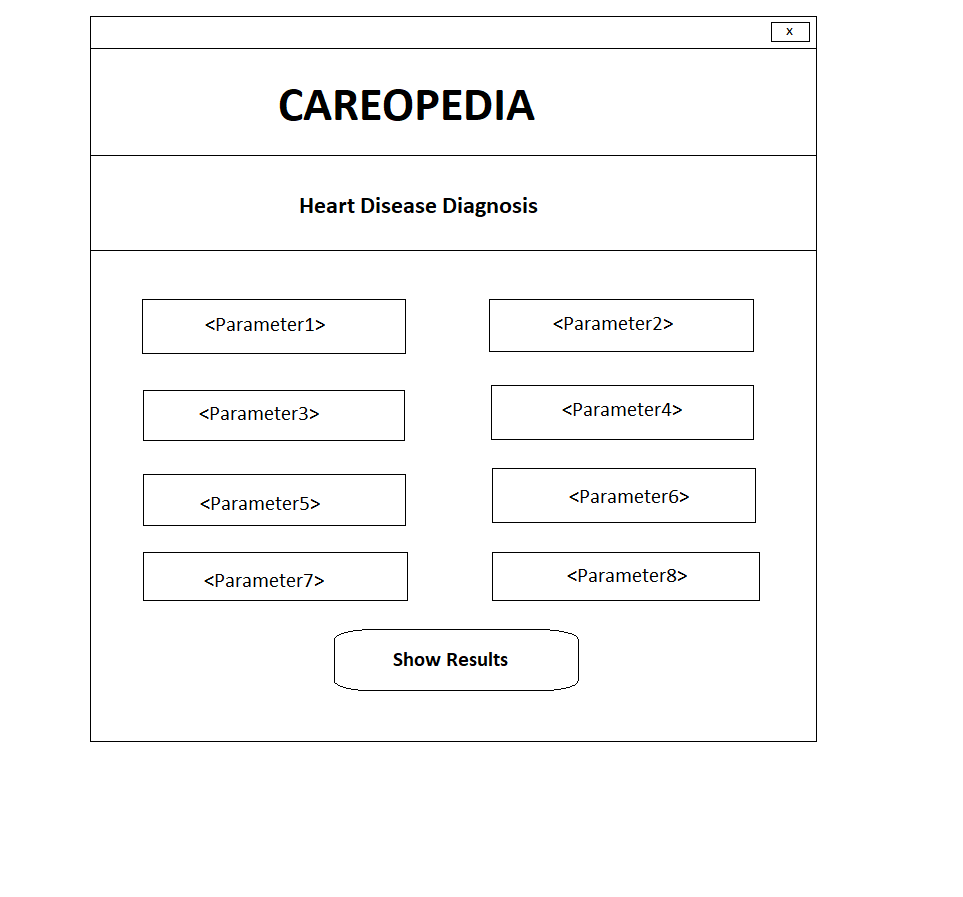 x
CAREOPEDIA
Heart Disease Diagnosis
<Parameter1>
<Parameter2>
<Parameter3>
<Parameter4>
<Parameter5>
<Parameter6>
<Parameter7>
<Parameter8>
Show Results